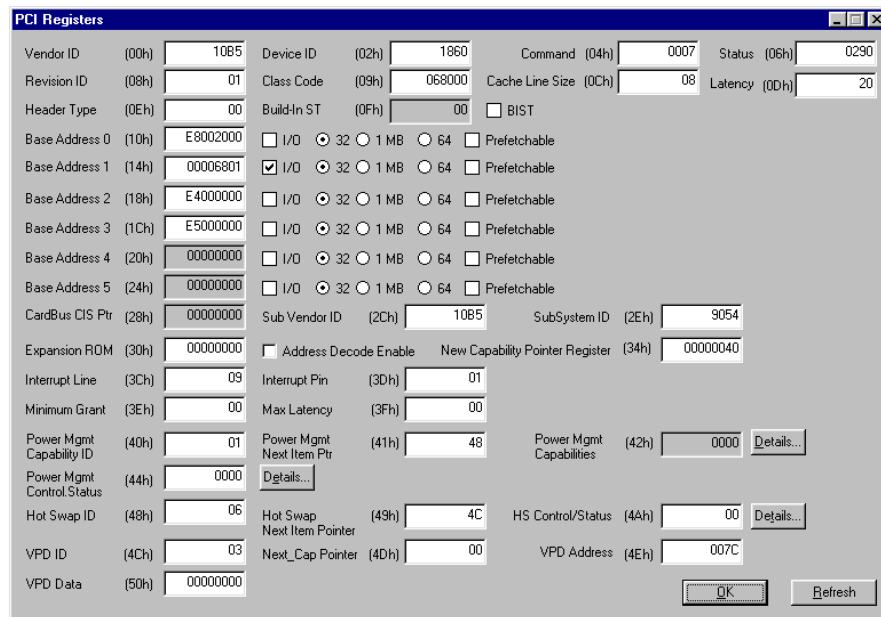 PCI Registers
Vendor ID (00h) 10B5 Device ID (02h) 1860 Command (04h) 0007 Status (06h) 0290
Revision ID (08h) 01 Class Code (09h) 068000 Cache Line Size (0Ch) 08 Latency (0Dh) 20
Header Type (0Eh) 00 Build-In ST (0Fh) 00 BIST
Base Address 0 (10h) E8002000 I/O 32 1 MB 64 Prefetchable
Base Address 1 (14h) 00006801 I/O 32 1 MB 64 Prefetchable
Base Address 2 (18h) E4000000 I/O 32 1 MB 64 Prefetchable
Base Address 3 (1Ch) E5000000 I/O 32 1 MB 64 Prefetchable
Base Address 4 (20h) 00000000 I/O 32 1 MB 64 Prefetchable
Base Address 5 (24h) 00000000 I/O 32 1 MB 64 Prefetchable
CardBus CIS Ptr (28h) 00000000 Sub Vendor ID (2Ch) 10B5 SubSystem ID (2Eh) 9054
Expansion ROM (30h) 00000000 Address Decode Enable New Capability Pointer Register (34h) 00000040
Interrupt Line (3Ch) 09 Interrupt Pin (3Dh) 01
Minimum Grant (3Eh) 00 Max Latency (3Fh) 00
Power Mgmt Capability ID (40h) 01 Power Mgmt Next Item Ptr (41h) 48 Power Mgmt Capabilities (42h) 0000 Details...
Power Mgmt Control.Status (44h) 0000 Details...
Hot Swap ID (48h) 06 Hot Swap Next Item Pointer (49h) 4C HS Control/Status (4Ah) 00 Details...
VPD ID (4Ch) 03 Next_Cap Pointer (4Dh) 00 VPD Address (4Eh) 007C
VPD Data (50h) 00000000
OK Refresh